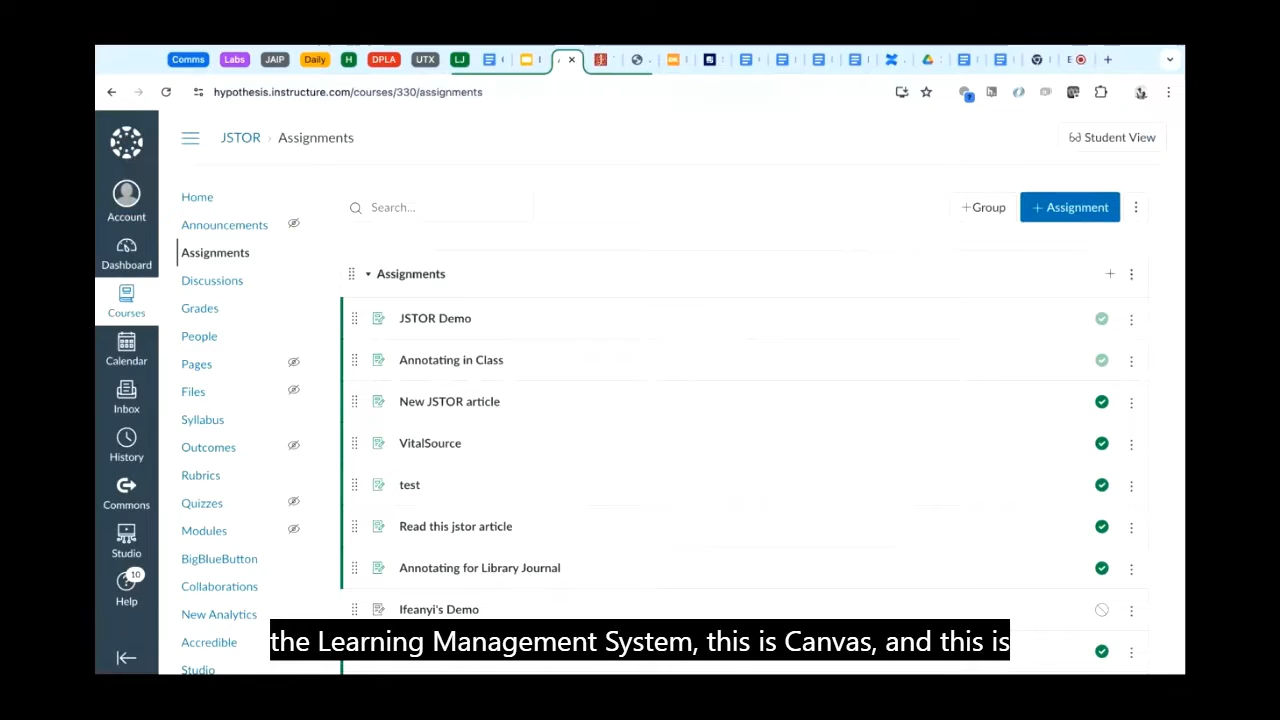 Comms Labs JAIP Daily H DPLA UTX LJ
hypothesis.instructure.com/courses/330/assignments
JSTOR › Assignments
Student View
Account
Dashboard
Courses
Calendar
Inbox
History
Commons
Studio
10
Help
Home
Announcements
Assignments
Discussions
Grades
People
Pages
Files
Syllabus
Outcomes
Rubrics
Quizzes
Modules
BigBlueButton
Collaborations
New Analytics
Accredible
Studio
Search...
+Group
+ Assignment
Assignments
JSTOR Demo
Annotating in Class
New JSTOR article
VitalSource
test
Read this jstor article
Annotating for Library Journal
Ifeanyi's Demo
the Learning Management System, this is Canvas, and this is